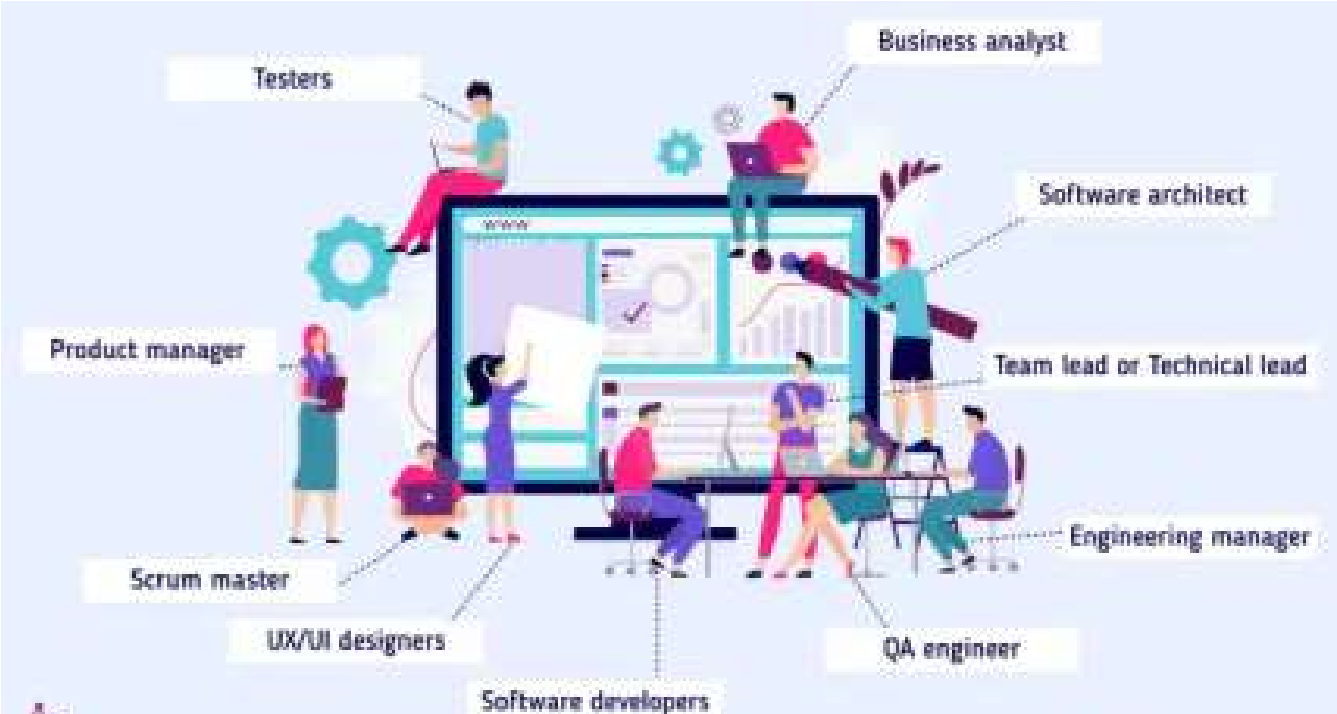 Business analyst
Testers
Software architect
www
Product manager
Team lead or Technical lead
Engineering manager
Scrum master
UX/UI designers
QA engineer
Software developers